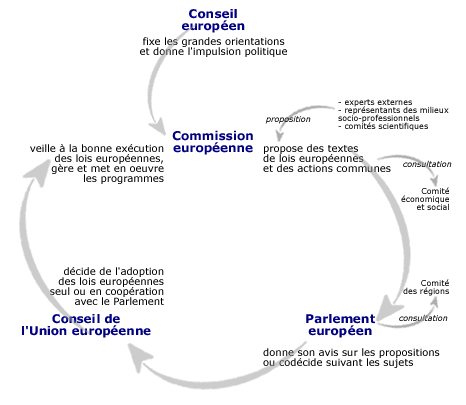 Conseil
européen
fixe les grandes orientations
et donne l'impulsion politique
- experts externes
- représentants des milieux
socio-professionnels
- comités scientifiques
proposition
Commission
européenne
veille à la bonne exécution
des lois européennes,
gère et met en oeuvre
les programmes
propose des textes
de lois européennes
et des actions communes
consultation
Comité
économique
et social
décide de l'adoption
des lois européennes
seul ou en coopération
avec le Parlement
Conseil de
l'Union européenne
Comité
des régions
consultation
Parlement
européen
donne son avis sur les propositions
ou codécide suivant les sujets